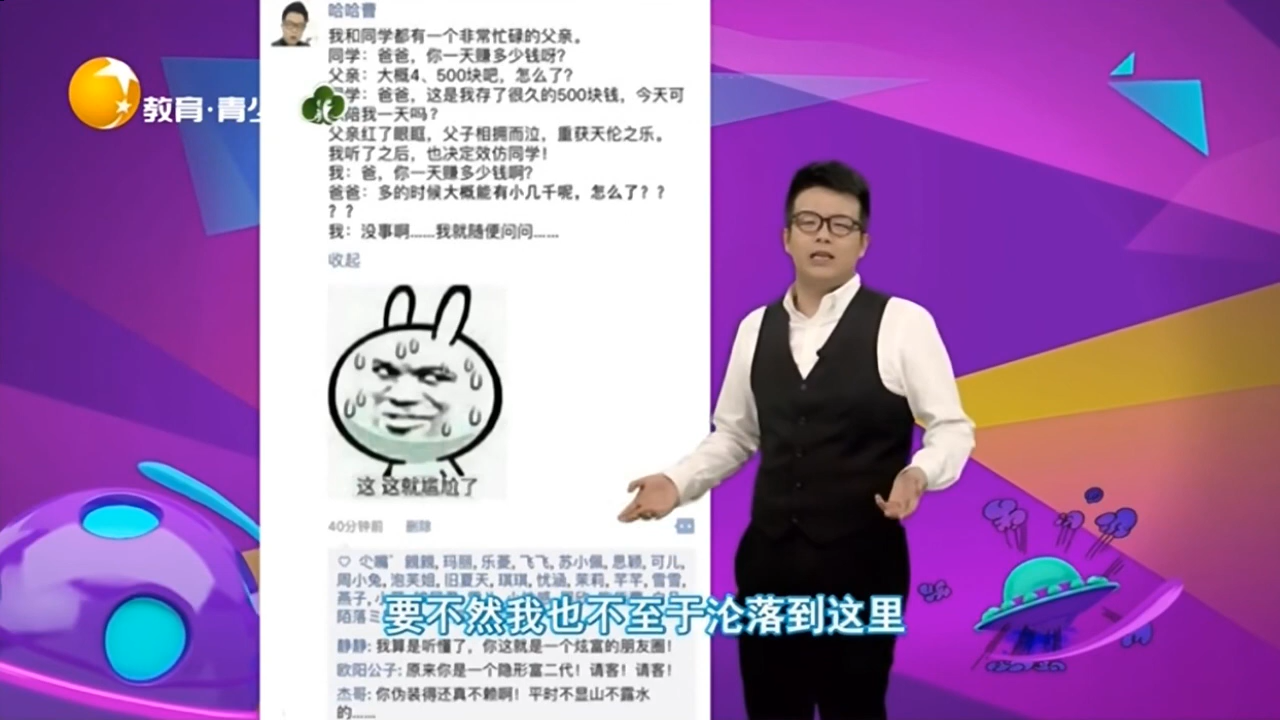 教育·青少
哈哈曹
我和同学都有一个非常忙碌的父亲。
同学：爸爸，你一天赚多少钱呀？
父亲：大概4、500块吧，怎么了？
学：爸爸，这是我存了很久的500块钱，今天可
陪我一天吗？
父亲红了眼眶，父子相拥而泣，重获天伦之乐。
我听了之后，也决定效仿同学！
我：爸，你一天赚多少钱啊？
爸爸：多的时候大概能有小几千呢，怎么了？？
？？
我：没事啊……我就随便问问……
收起
这 这就尴尬了
40分钟前 删除
玛丽, 乐菱, 飞飞, 苏小佩, 思颖, 可儿,
周小兔, 泡芙姐, 旧夏天, 琪琪, 忧涵, 茉莉, 芊芊, 雪雪,
燕子,
陌落
要不然我也不至于沦落到这里
静静: 我算是听懂了，你这就是一个炫富的朋友圈！
欧阳公子: 原来你是一个隐形富二代！请客！请客！
杰哥: 你伪装得还真不赖啊！平时不显山不露水
的……